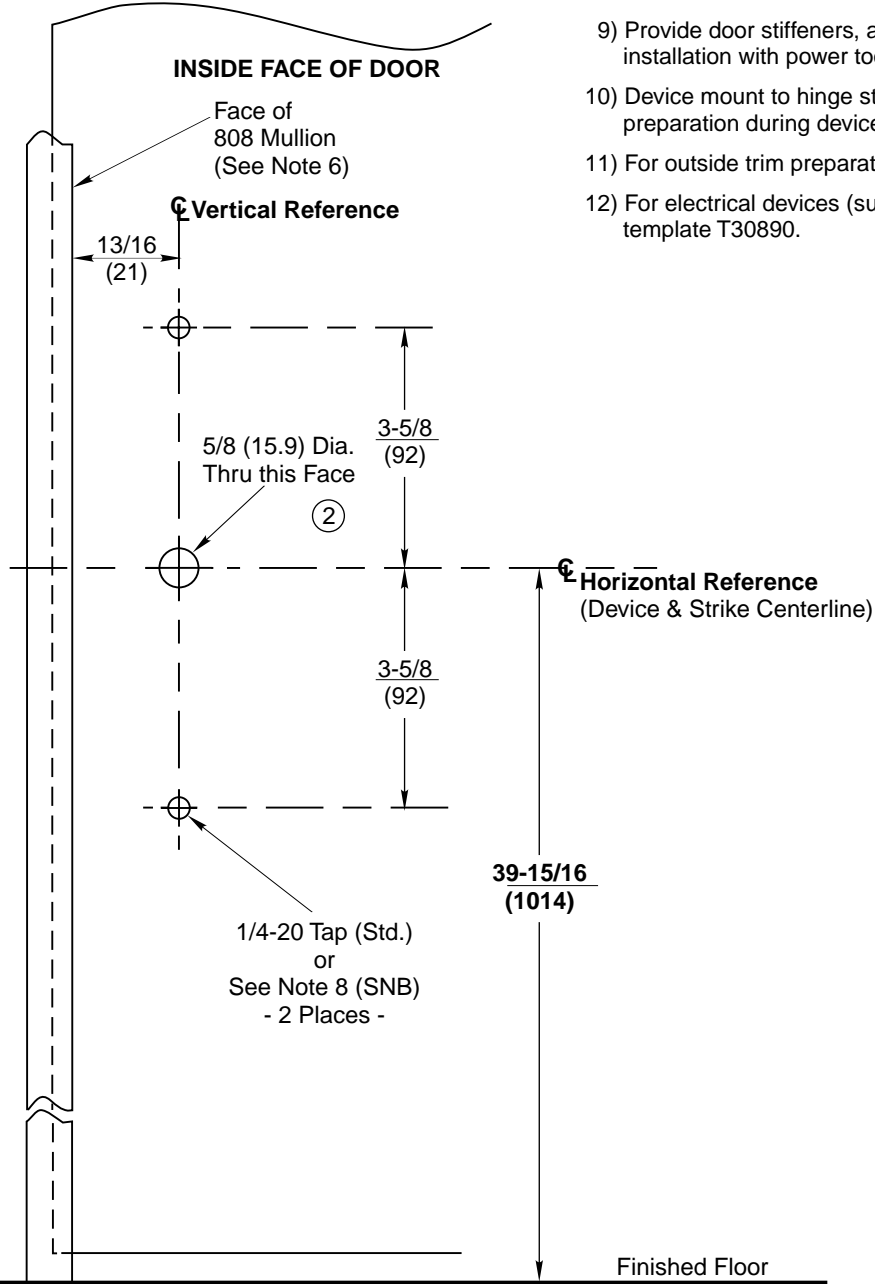 9) Provide door stiffeners, a
installation with power too
10) Device mount to hinge st
preparation during device
11) For outside trim preparat
12) For electrical devices (su
template T30890.
INSIDE FACE OF DOOR
Face of
808 Mullion
(See Note 6)
℄ Vertical Reference
13/16
(21)
5/8 (15.9) Dia.
Thru this Face
2
3-5/8
(92)
℄ Horizontal Reference
(Device & Strike Centerline)
3-5/8
(92)
39-15/16
(1014)
1/4-20 Tap (Std.)
or
See Note 8 (SNB)
- 2 Places -
Finished Floor